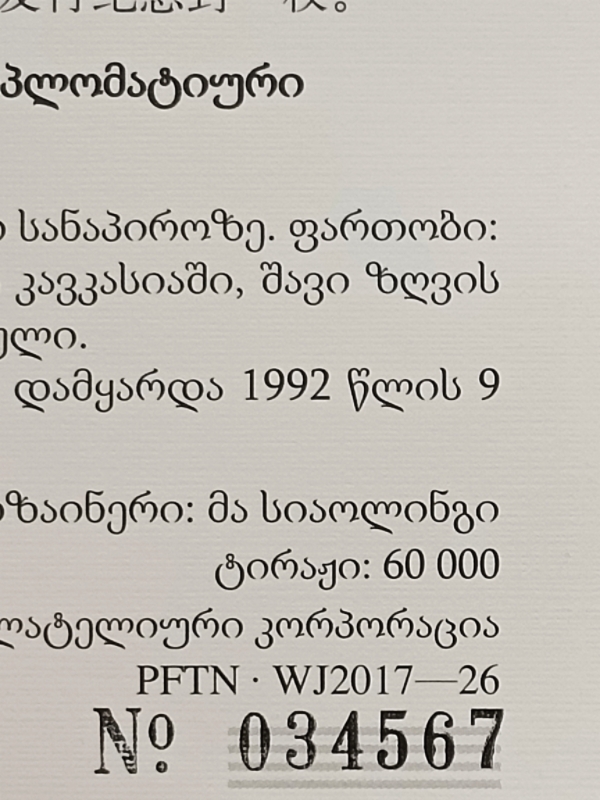 პლომატიური
სანაპიროზე. ფართობი:
კავკასიაში, შავი ზღვის
ული.
დამყარდა 1992 წლის 9
ზაინერი: მა სიაოლინგი
ტირაჟი: 60 000
ლატელიური კორპორაცია
PFTN · WJ2017—26
№ 034567